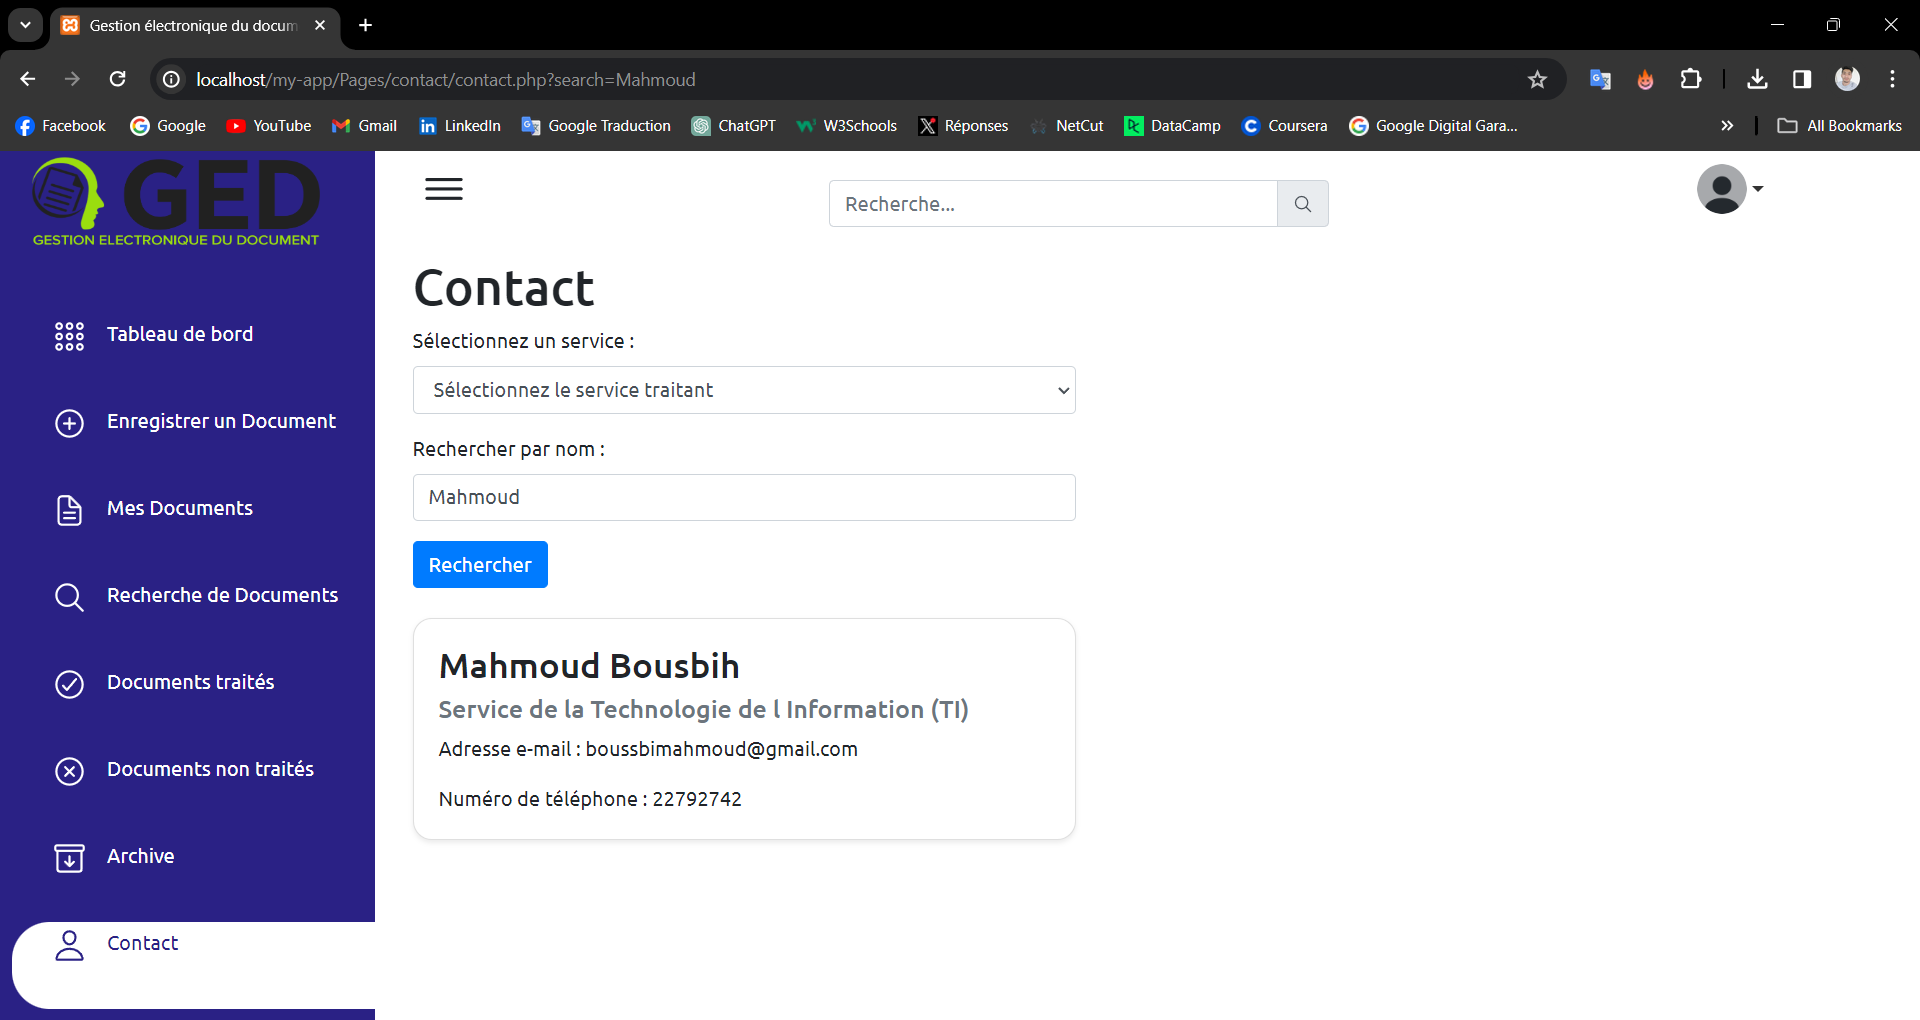 Gestion électronique du docum
localhost/my-app/Pages/contact/contact.php?search=Mahmoud
Facebook Google YouTube Gmail LinkedIn Google Traduction ChatGPT W3Schools Réponses NetCut DataCamp Coursera Google Digital Gara... All Bookmarks
GED
GESTION ELECTRONIQUE DU DOCUMENT
Tableau de bord
Enregistrer un Document
Mes Documents
Recherche de Documents
Documents traités
Documents non traités
Archive
Contact
Recherche...
Contact
Sélectionnez un service :
Sélectionnez le service traitant
Rechercher par nom :
Mahmoud
Rechercher
Mahmoud Bousbih
Service de la Technologie de l Information (TI)
Adresse e-mail : boussbimahmoud@gmail.com
Numéro de téléphone : 22792742